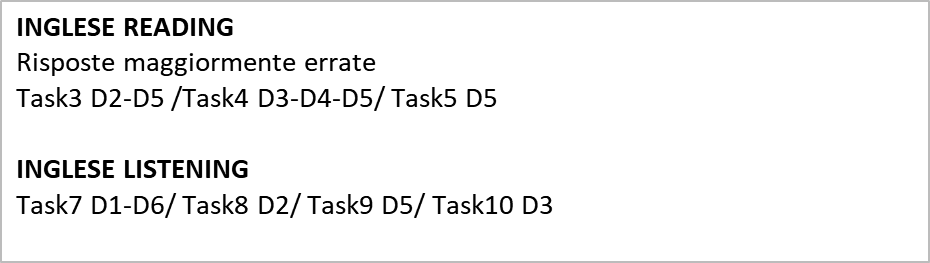 INGLESE READING
Risposte maggiormente errate
Task3 D2-D5 /Task4 D3-D4-D5/ Task5 D5
INGLESE LISTENING
Task7 D1-D6/ Task8 D2/ Task9 D5/ Task10 D3